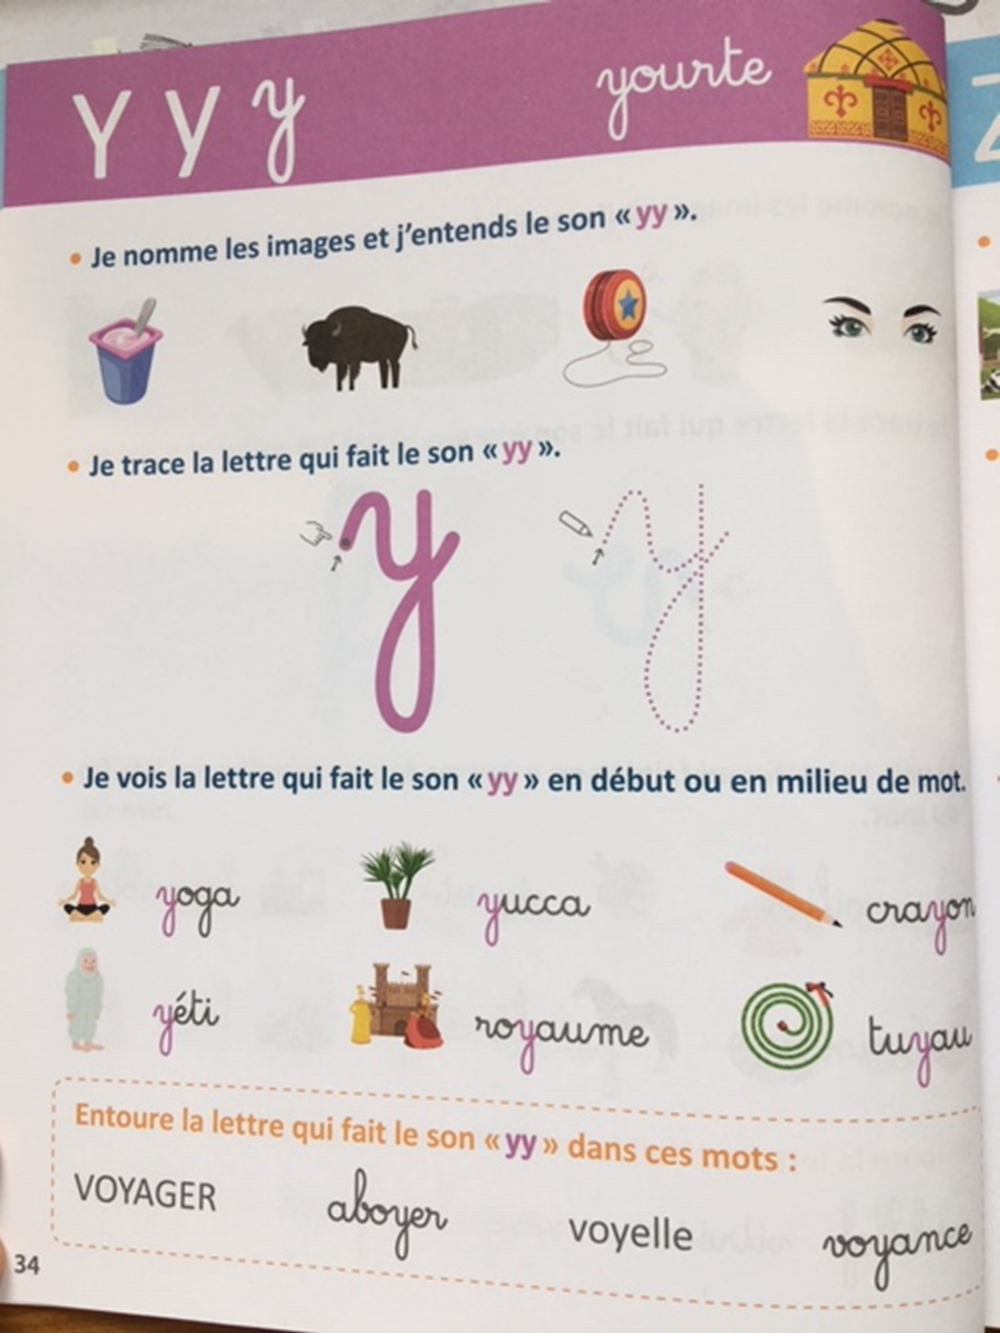 Y y y yourte
• Je nomme les images et j'entends le son « yy ».
• Je trace la lettre qui fait le son « yy ».
y y
• Je vois la lettre qui fait le son « yy » en début ou en milieu de mot.
yoga yucca crayon
yéti royaume tuyau
Entoure la lettre qui fait le son « yy » dans ces mots :
VOYAGER aboyer voyelle voyance
34